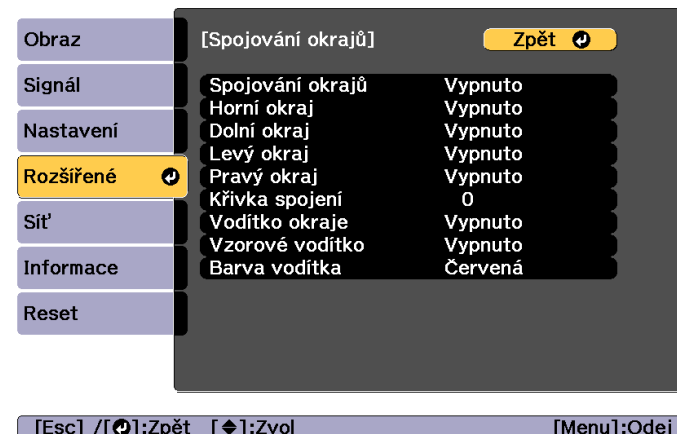 Obraz
Signál
Nastavení
Rozšířené
Síť
Informace
Reset
[Spojování okrajů] Zpět
Spojování okrajů Vypnuto
Horní okraj Vypnuto
Dolní okraj Vypnuto
Levý okraj Vypnuto
Pravý okraj Vypnuto
Křivka spojení 0
Vodítko okraje Vypnuto
Vzorové vodítko Vypnuto
Barva vodítka Červená
[Esc] /[ ]:Zpět [ ]:Zvol [Menu]:Odej